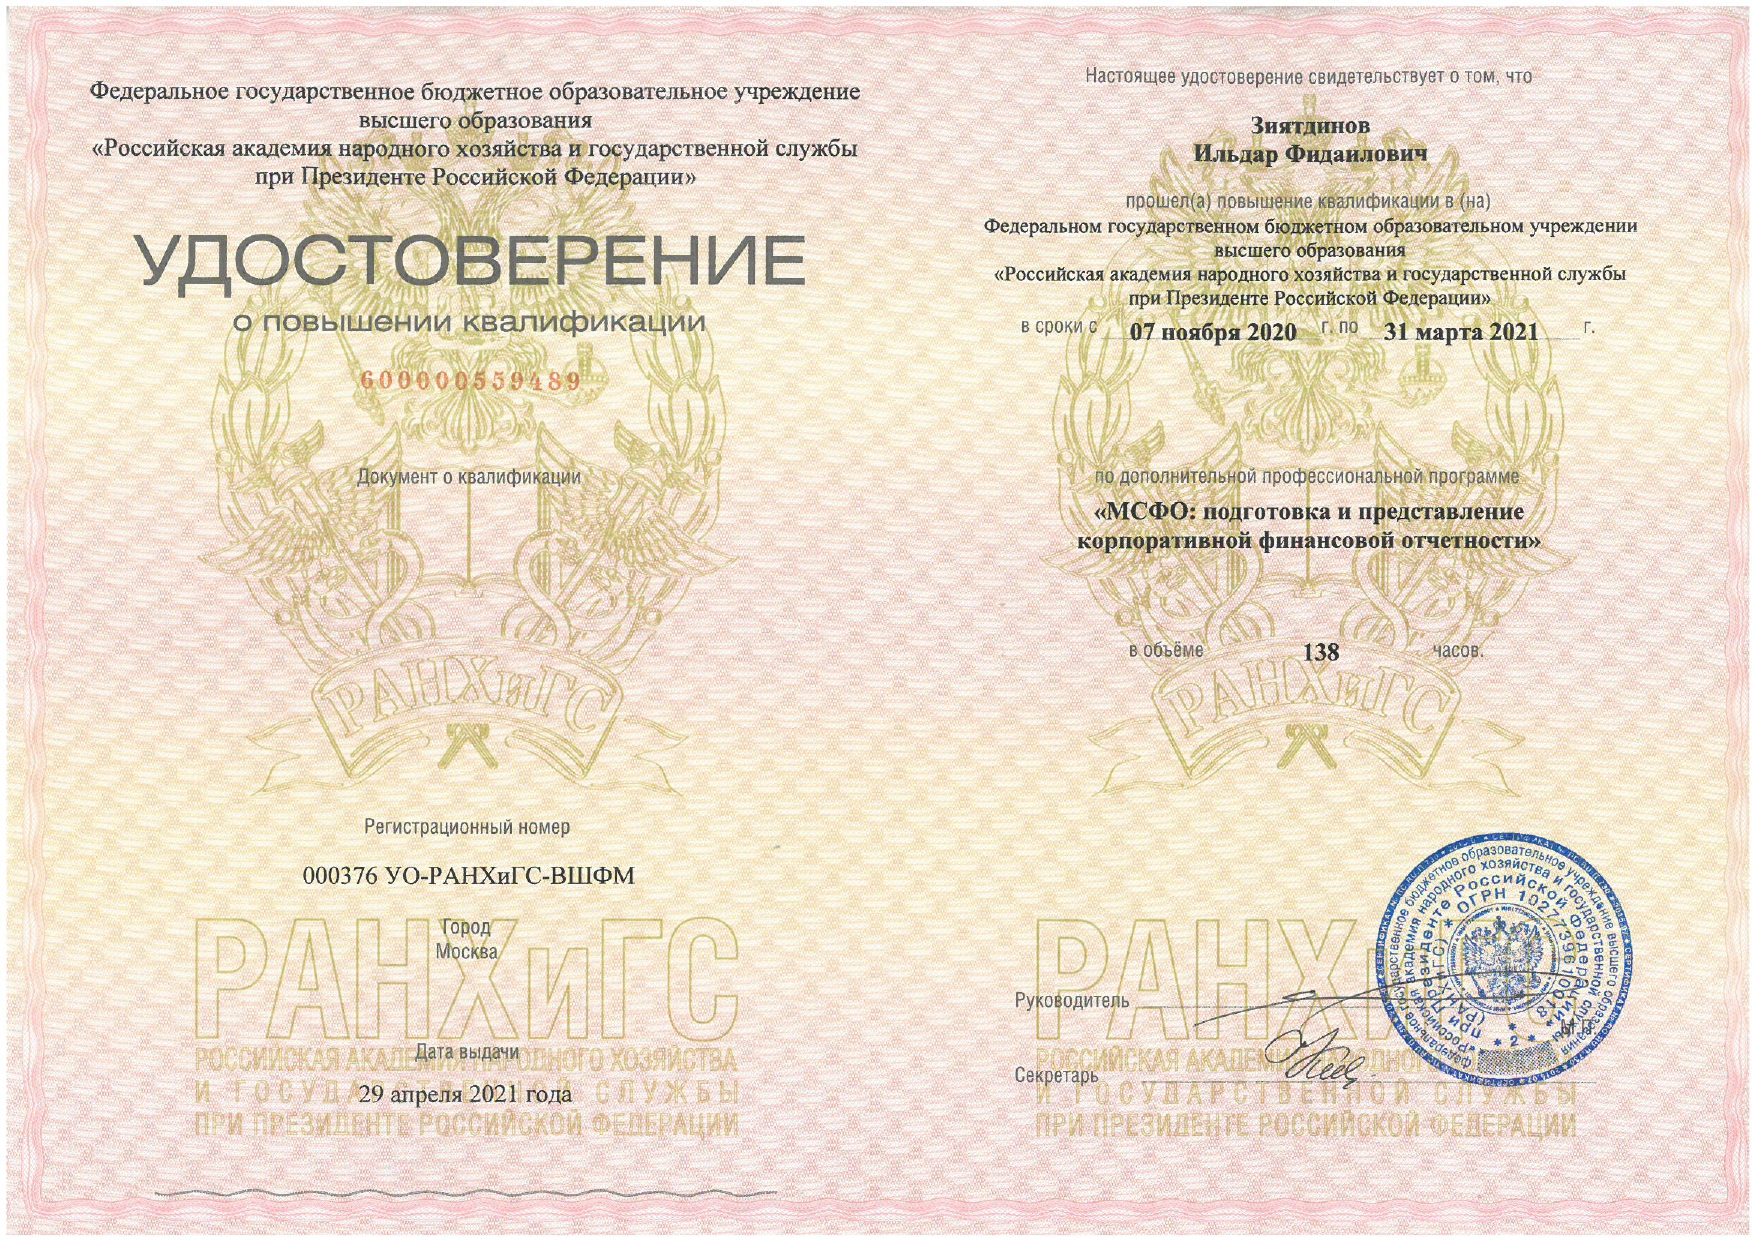 Федеральное государственное бюджетное образовательное учреждение
высшего образования
«Российская академия народного хозяйства и государственной службы
при Президенте Российской Федерации»
УДОСТОВЕРЕНИЕ
о повышении квалификации
600000559489
Документ о квалификации
РАНХиГС
Регистрационный номер
000376 УО-РАНХиГС-ВШФМ
РАНХиГС
Город
Москва
РОССИЙСКАЯ АКАДЕМИЯ НАРОДНОГО ХОЗЯЙСТВА
Дата выдачи
И ГОСУДАРСТВЕННОЙ СЛУЖБЫ
29 апреля 2021 года
ПРИ ПРЕЗИДЕНТЕ РОССИЙСКОЙ ФЕДЕРАЦИИ
Настоящее удостоверение свидетельствует о том, что
Зиятдинов
Ильдар Фидаилович
прошел(а) повышение квалификации в (на)
Федеральном государственном бюджетном образовательном учреждении
высшего образования
«Российская академия народного хозяйства и государственной службы
при Президенте Российской Федерации»
в сроки с 07 ноября 2020 г. по 31 марта 2021 г.
по дополнительной профессиональной программе
«МСФО: подготовка и представление
корпоративной финансовой отчетности»
в объёме 138 часов.
РАНХиГС
РАНХиГС
Руководитель
М.П.
Секретарь
РОССИЙСКАЯ АКАДЕМИЯ НАРОДНОГО
И ГОСУДАРСТВЕННОЙ СЛУЖБЫ
ПРИ ПРЕЗИДЕНТЕ РОССИЙСКОЙ ФЕДЕРАЦИИ
Федеральное государственное бюджетное образовательное учреждение высшего образования
«Российская академия народного хозяйства и государственной службы
при Президенте Российской Федерации»
(РАНХиГС) * ОГРН 1027739610018
* 2 *